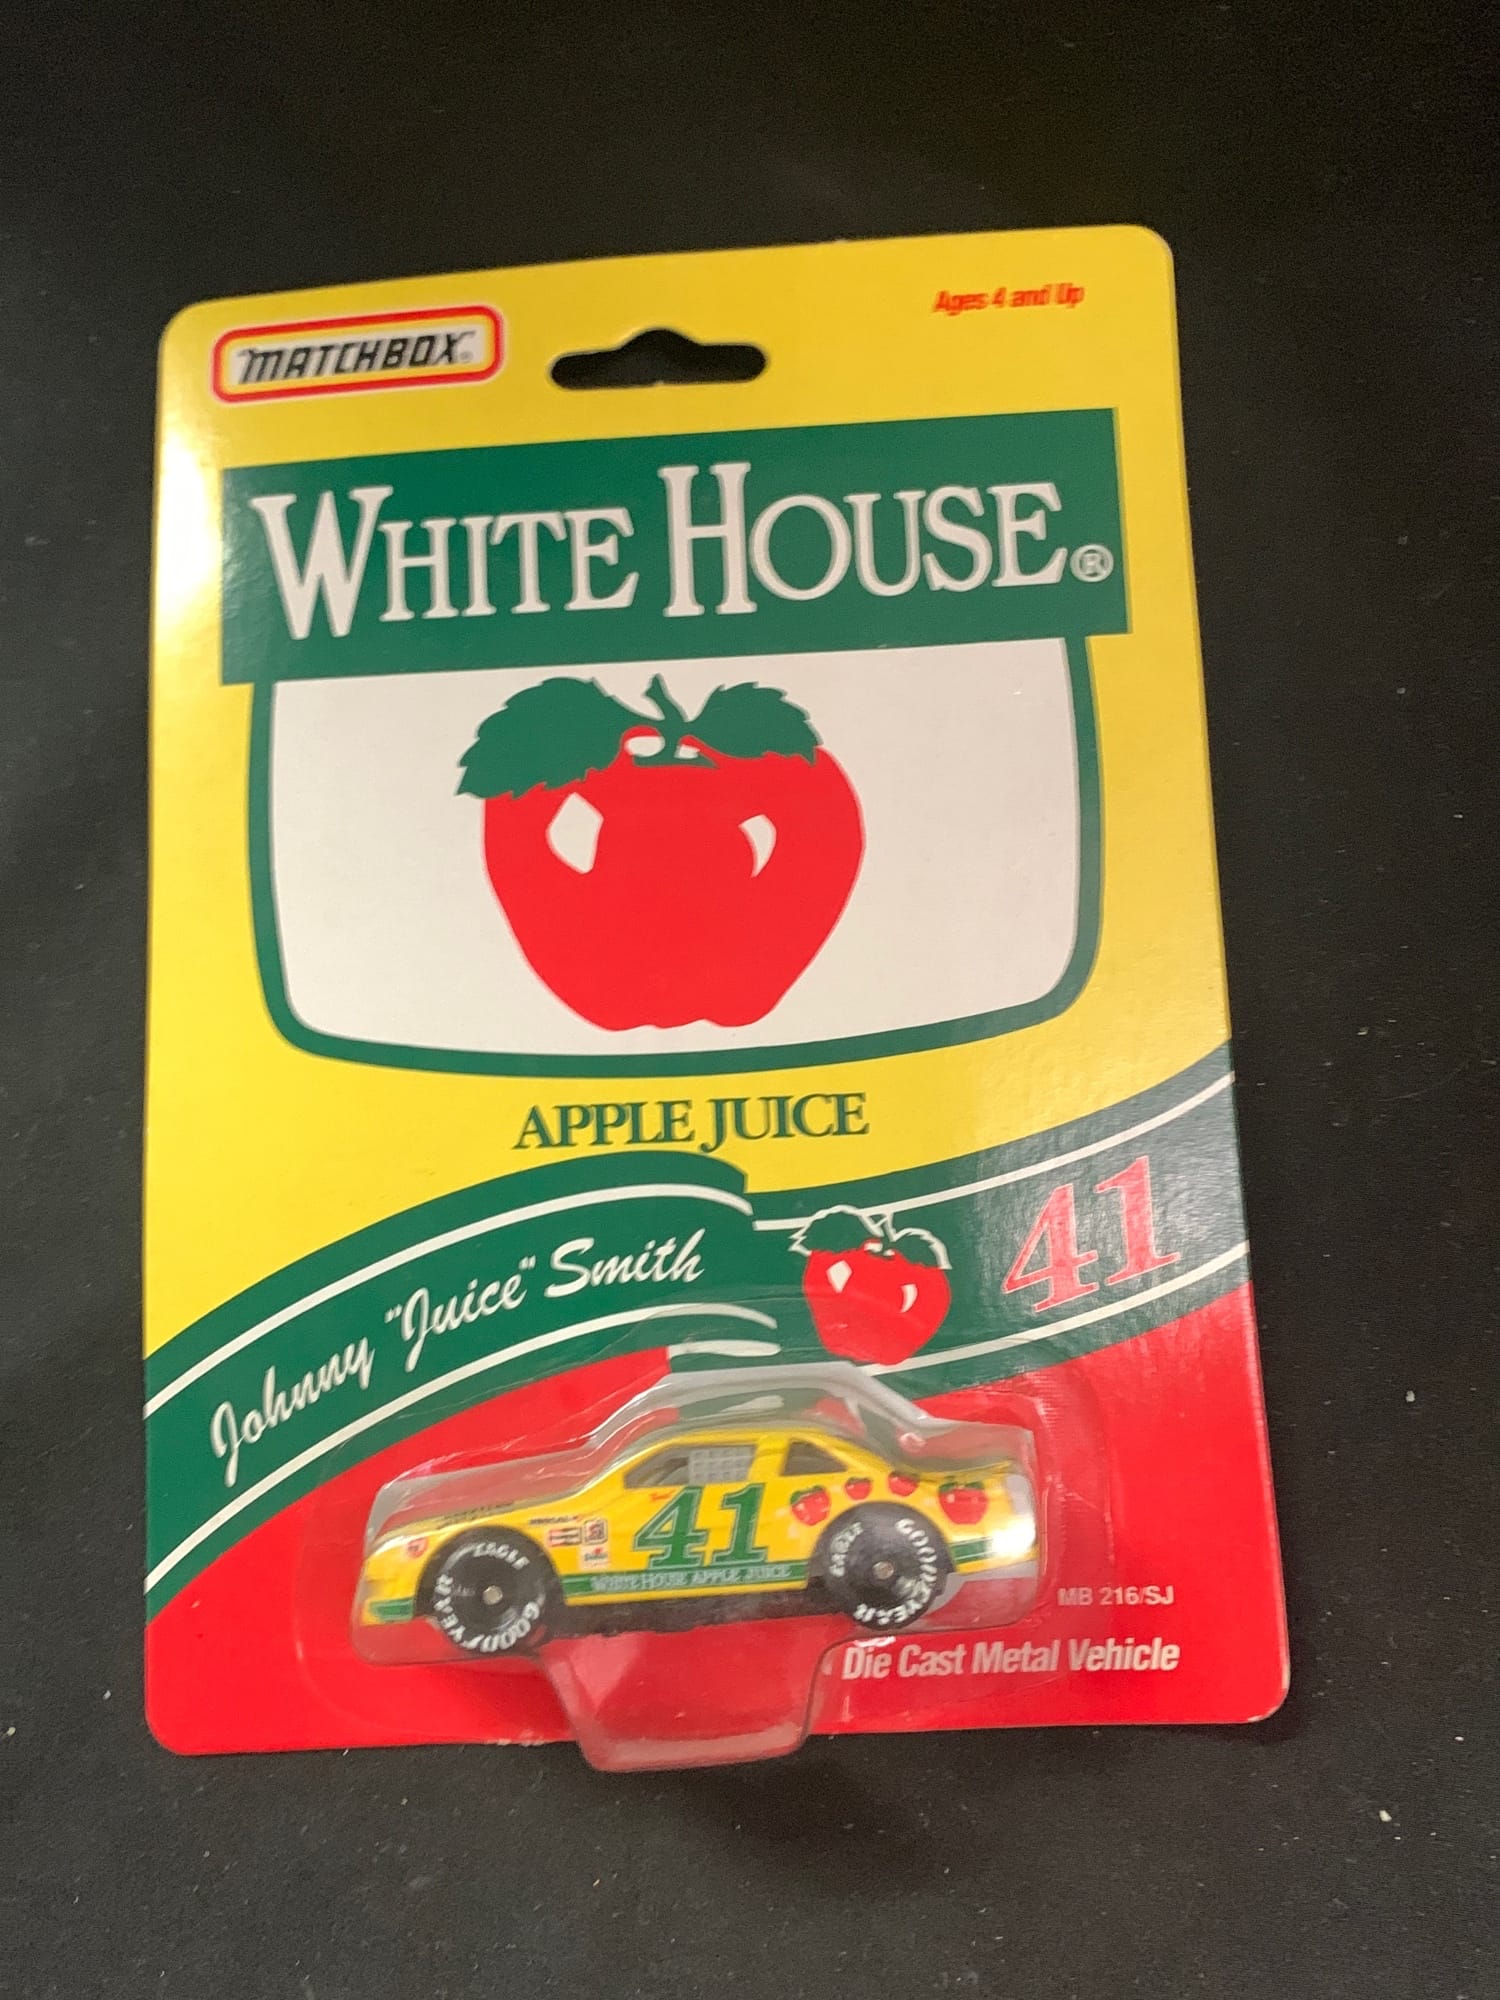 MATCHBOX
Ages 4 and Up
WHITE HOUSE®
APPLE JUICE
Johnny "Juice" Smith
41
41
WHITE HOUSE APPLE JUICE
EAGLE
GOODYEAR
EAGLE
GOODYEAR
MB 216/SJ
Die Cast Metal Vehicle